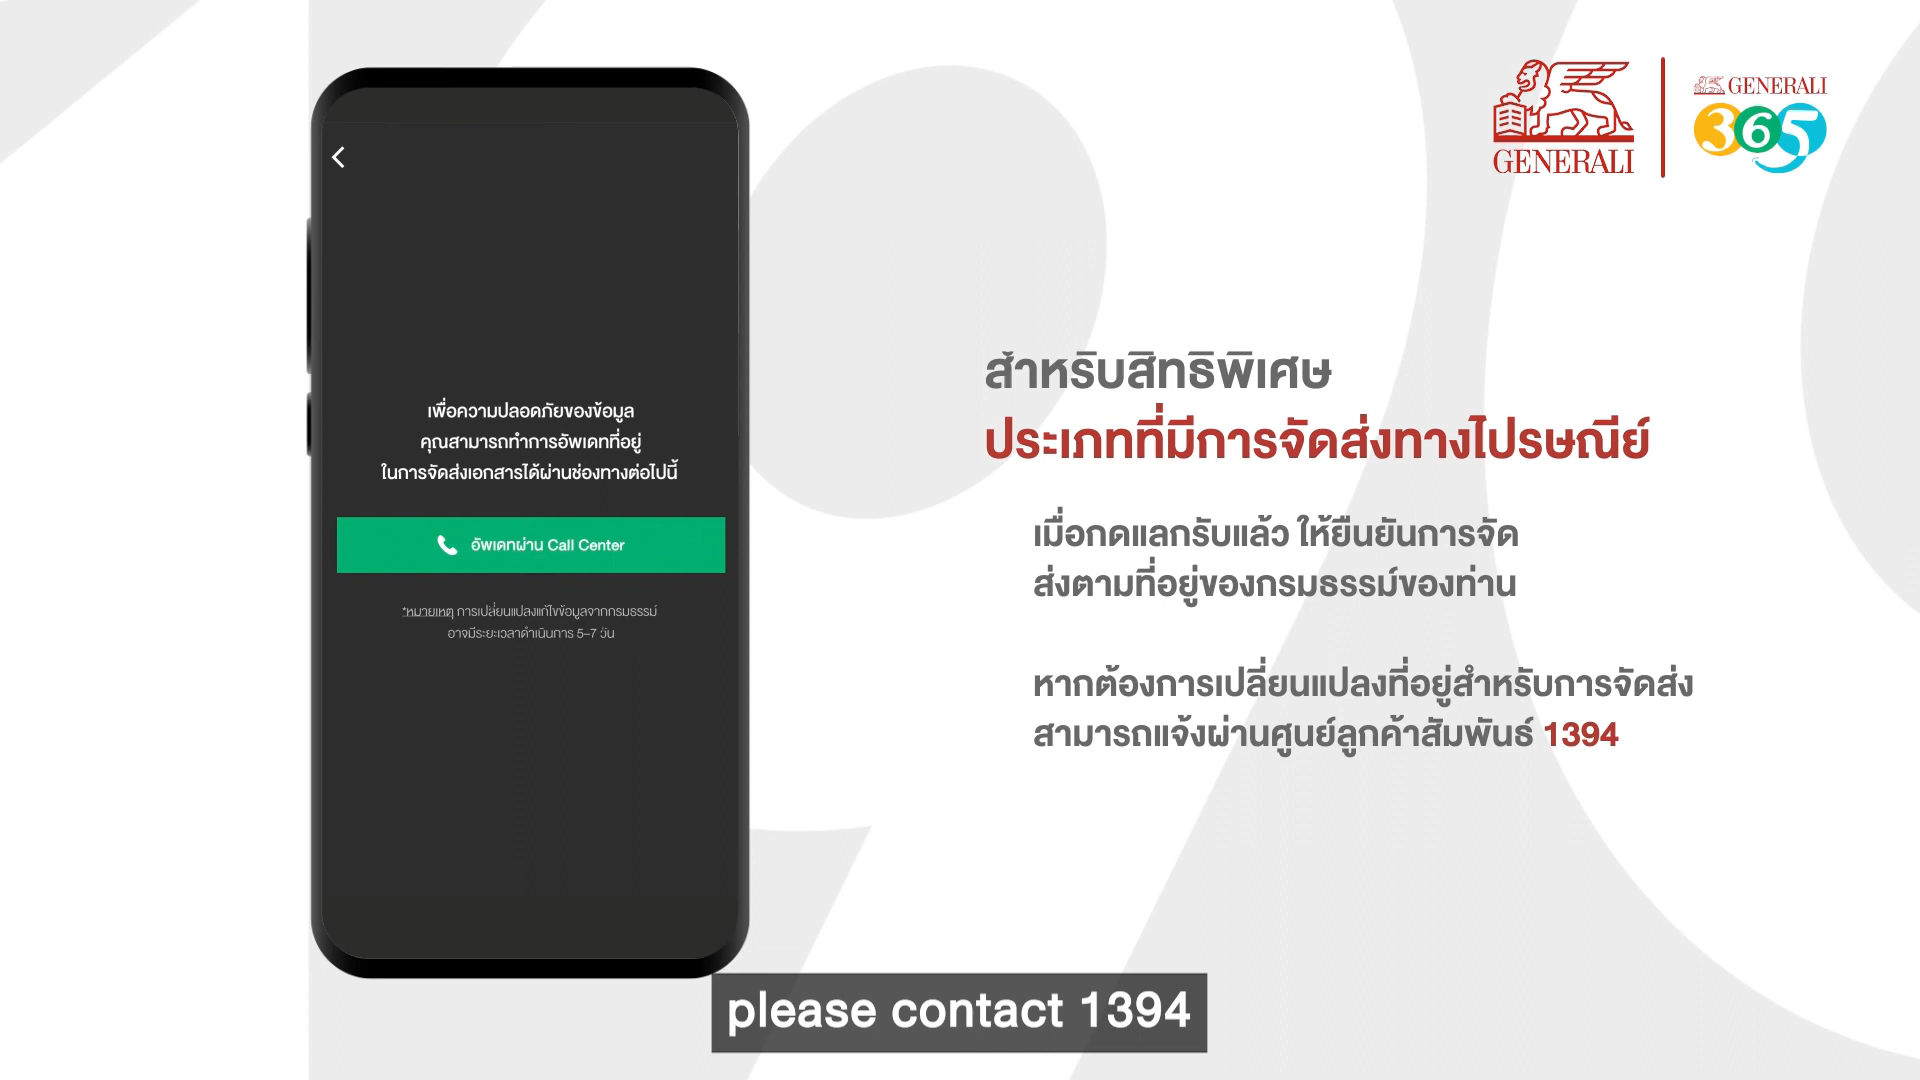 GENERALI
GENERALI
365
เพื่อความปลอดภัยของข้อมูล
คุณสามารถทำการอัพเดทที่อยู่
ในการจัดส่งเอกสารได้ผ่านช่องทางต่อไปนี้
อัพเดทผ่าน Call Center
*หมายเหตุ การเปลี่ยนแปลงแก้ไขข้อมูลจากกรมธรรม์
อาจมีระยะเวลาดำเนินการ 5-7 วัน
สำหรับสิทธิพิเศษ
ประเภทที่มีการจัดส่งทางไปรษณีย์
เมื่อกดแลกรับแล้ว ให้ยืนยันการจัด
ส่งตามที่อยู่ของกรมธรรม์ของท่าน
หากต้องการเปลี่ยนแปลงที่อยู่สำหรับการจัดส่ง
สามารถแจ้งผ่านศูนย์ลูกค้าสัมพันธ์ 1394
please contact 1394